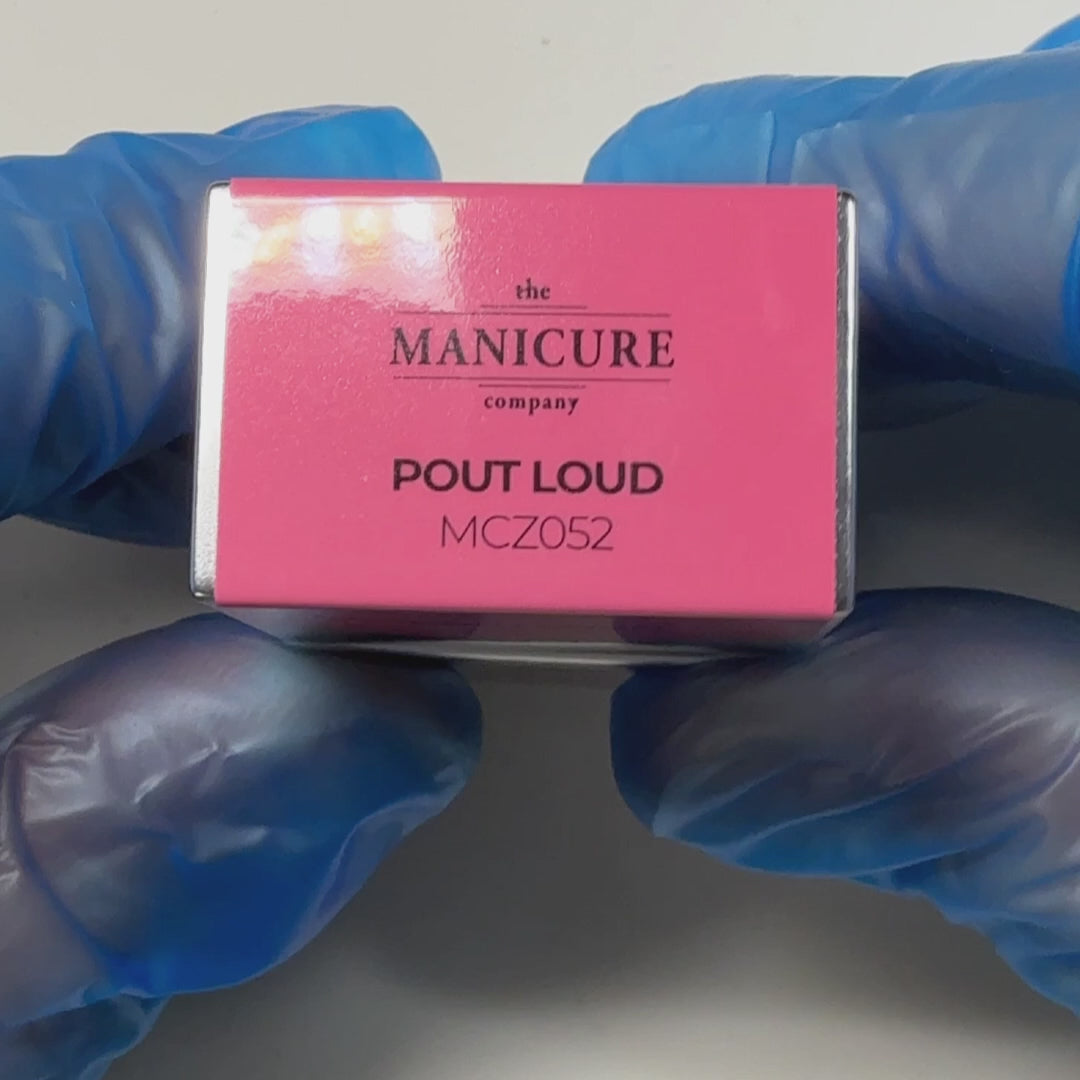 the
MANICURE
company
POUT LOUD
MCZ052